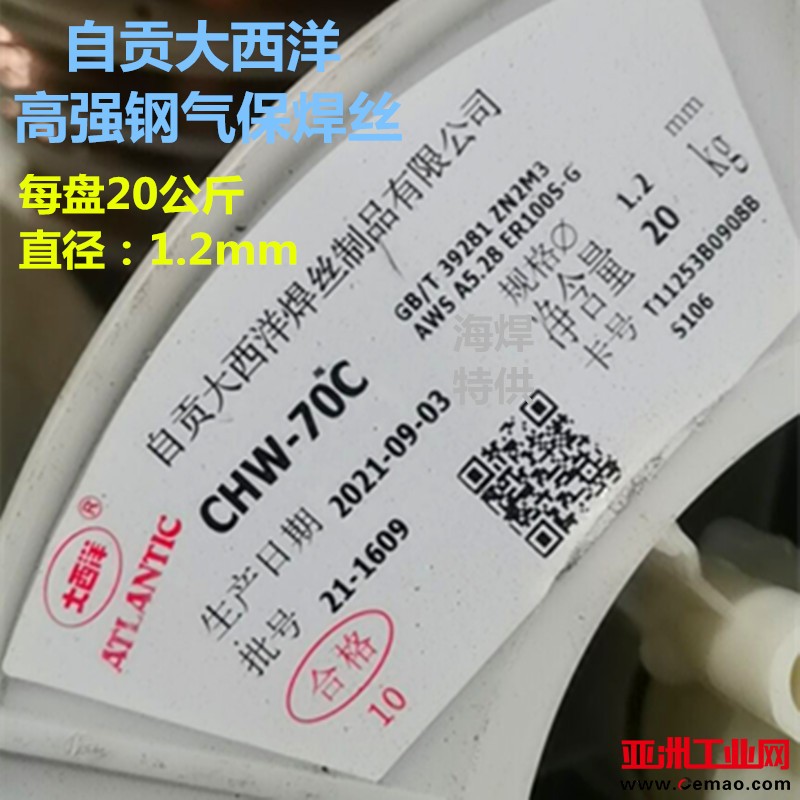 自贡大西洋
高强钢气保焊丝
每盘20公斤
直径：1.2mm
自贡大西洋焊丝制品有限公司
大西洋®
ATLANTIC
CHW-70C
GB/T 39281 ZN2M3
AWS A5.28 ER100S-G
规格Ø 1.2 mm
净含量 20 kg
卡号 T11253B0908B
S106
生产日期 2021-09-03
批号 21-1609
合格
10
海焊
特供
亚洲工业网
www.Cemao.com